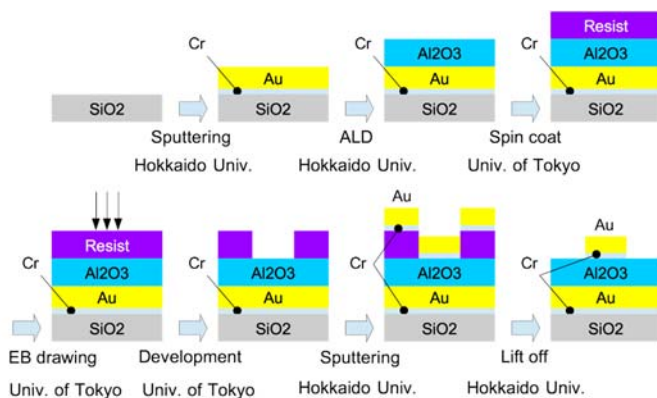 Cr
Au
SiO2
Sputtering
Hokkaido Univ.
Cr
Al2O3
Au
SiO2
ALD
Hokkaido Univ.
Cr
Resist
Al2O3
Au
SiO2
Spin coat
Univ. of Tokyo
SiO2
Cr
Resist
Al2O3
Au
SiO2
EB drawing
Univ. of Tokyo
Cr
Al2O3
Au
SiO2
Development
Univ. of Tokyo
Au
Cr
Al2O3
Au
SiO2
Sputtering
Hokkaido Univ.
Au
Cr
Al2O3
Au
SiO2
Lift off
Hokkaido Univ.